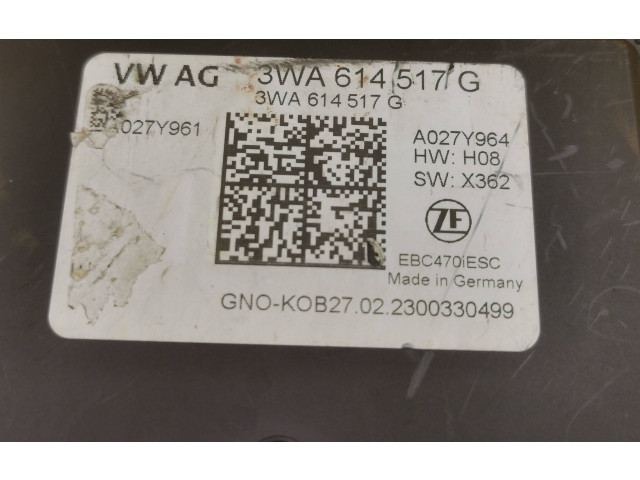 VW AG 3WA 614 517 G
3WA 614 517 G
A027Y961
A027Y964
HW: H08
SW: X362
ZF
EBC470iESC
Made in Germany
GNO-KOB27.02.2300330499